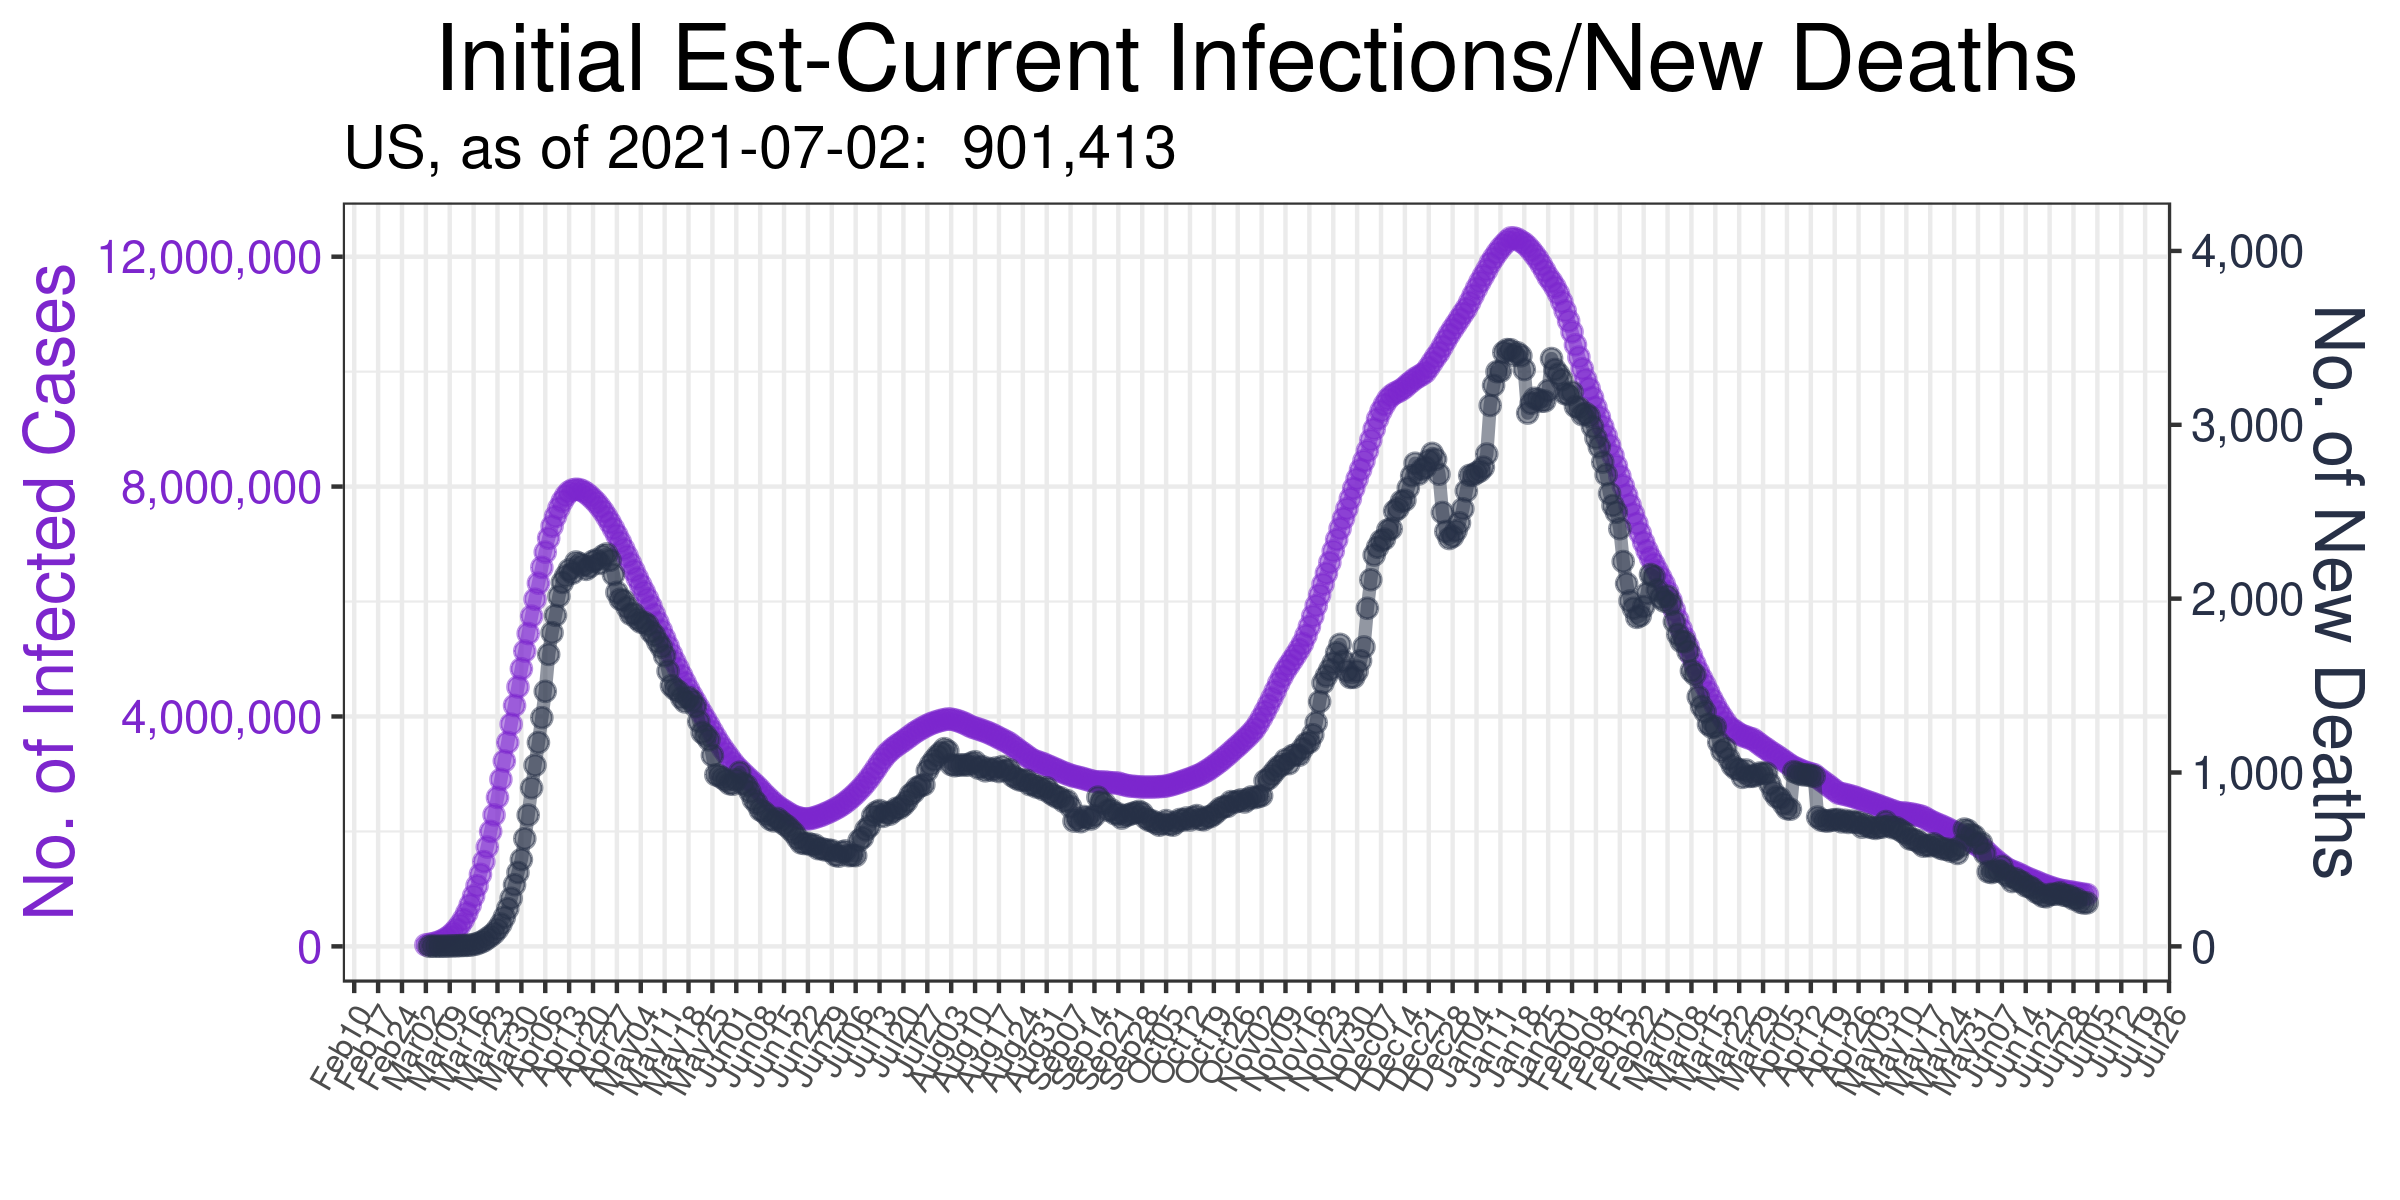 Initial Est-Current Infections/New Deaths
US, as of 2021-07-02:  901,413
No. of Infected Cases
12,000,000
8,000,000
4,000,000
0
4,000
3,000
2,000
1,000
0
No. of New Deaths
Feb10
Feb17
Feb24
Mar02
Mar09
Mar16
Mar23
Mar30
Apr06
Apr13
Apr20
Apr27
May04
May11
May18
May25
Jun01
Jun08
Jun15
Jun22
Jun29
Jul06
Jul13
Jul20
Jul27
Aug03
Aug10
Aug17
Aug24
Aug31
Sep07
Sep14
Sep21
Sep28
Oct05
Oct12
Oct19
Oct26
Nov02
Nov09
Nov16
Nov23
Nov30
Dec07
Dec14
Dec21
Dec28
Jan04
Jan11
Jan18
Jan25
Feb01
Feb08
Feb15
Feb22
Mar01
Mar08
Mar15
Mar22
Mar29
Apr05
Apr12
Apr19
Apr26
May03
May10
May17
May24
May31
Jun07
Jun14
Jun21
Jun28
Jul05
Jul12
Jul19
Jul26